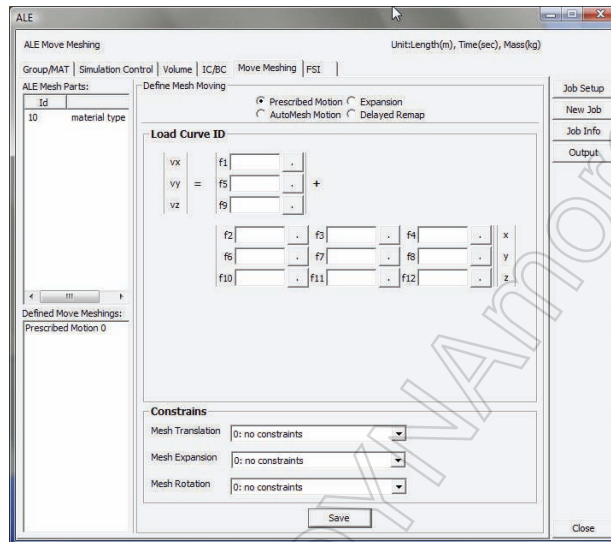 ALE
ALE Move Meshing Unit:Length(m), Time(sec), Mass(kg)
Group/MAT Simulation Control Volume IC/BC Move Meshing FSI
ALE Mesh Parts:
Id
10 material type
Define Mesh Moving
Prescribed Motion Expansion
AutoMesh Motion Delayed Remap
Load Curve ID
vx f1 .
vy = f5 . +
vz f9 .
f2 . f3 . f4 . x
f6 . f7 . f8 . y
f10 . f11 . f12 . z
Defined Move Meshings:
Prescribed Motion 0
Constrains
Mesh Translation 0: no constraints
Mesh Expansion 0: no constraints
Mesh Rotation 0: no constraints
Save
Job Setup
New Job
Job Info
Output
Close
DYNAmor